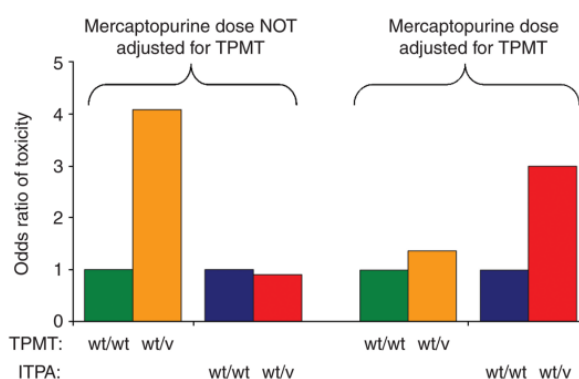 Mercaptopurine dose NOT adjusted for TPMT
Mercaptopurine dose adjusted for TPMT
Odds ratio of toxicity
5
4
3
2
1
0
TPMT: wt/wt wt/v wt/wt wt/v
ITPA: wt/wt wt/v wt/wt wt/v